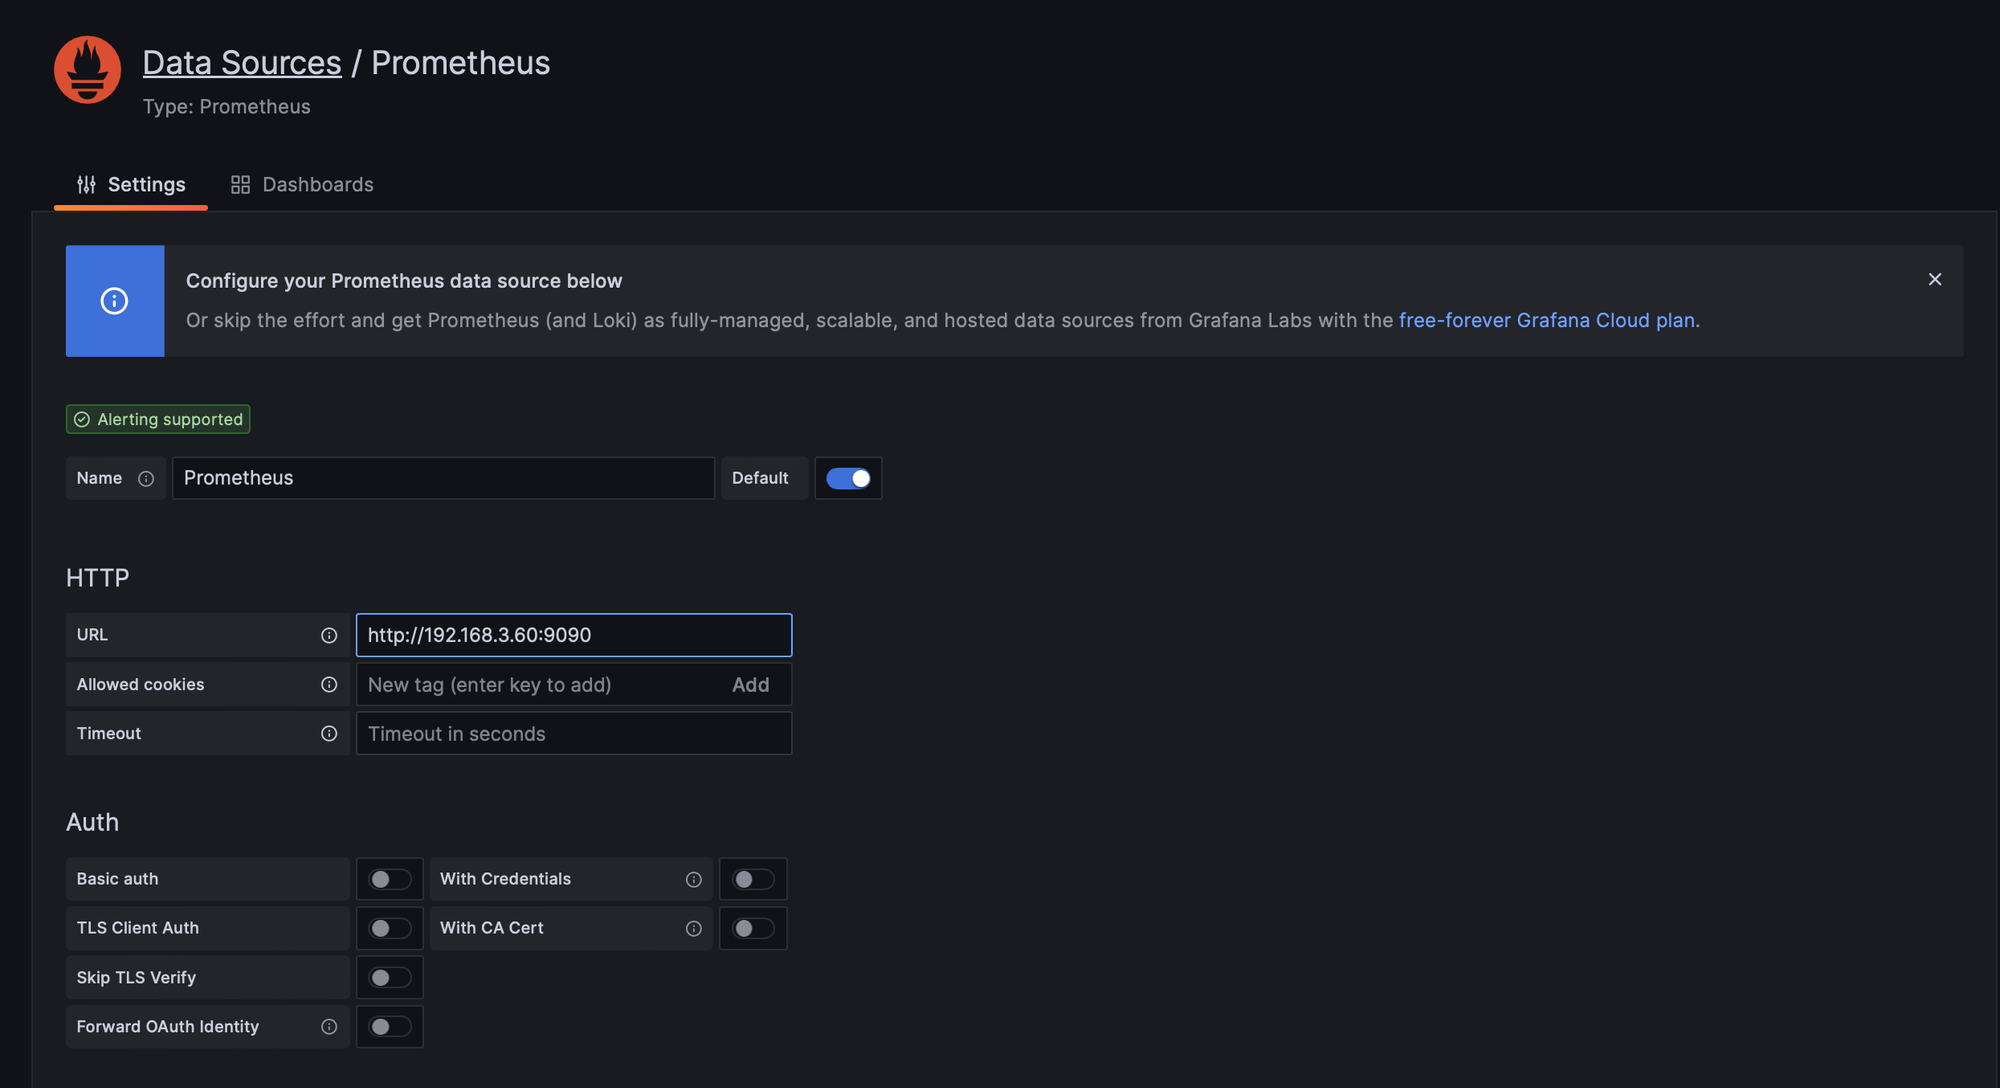 Data Sources / Prometheus
Type: Prometheus
Settings
Dashboards
Configure your Prometheus data source below
Or skip the effort and get Prometheus (and Loki) as fully-managed, scalable, and hosted data sources from Grafana Labs with the free-forever Grafana Cloud plan.
Alerting supported
Name
Prometheus
Default
HTTP
URL
http://192.168.3.60:9090
Allowed cookies
New tag (enter key to add)
Add
Timeout
Timeout in seconds
Auth
Basic auth
With Credentials
TLS Client Auth
With CA Cert
Skip TLS Verify
Forward OAuth Identity